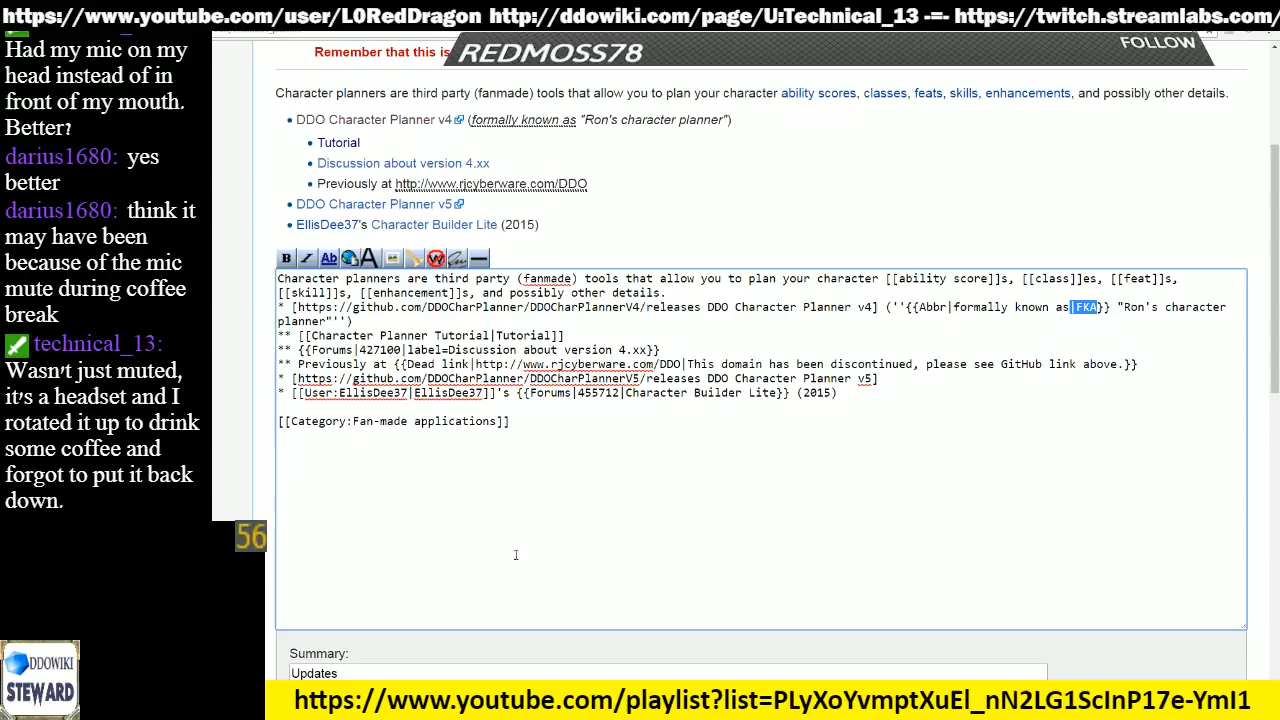 https://www.youtube.com/user/L0RedDragon http://ddowiki.com/page/U:Technical_13 -=- https://twitch.streamlabs.com/
Had my mic on my
head instead of in
front of my mouth.
Better?
darius1680: yes
better
darius1680: think it
may have been
because of the mic
mute during coffee
break
technical_13:
Wasn't just muted,
it's a headset and I
rotated it up to drink
some coffee and
forgot to put it back
down.
DDOWIKI
STEWARD
56
Remember that this is
REDMOSS78
FOLLOW
Character planners are third party (fanmade) tools that allow you to plan your character ability scores, classes, feats, skills, enhancements, and possibly other details.
DDO Character Planner v4 (formally known as "Ron's character planner")
Tutorial
Discussion about version 4.xx
Previously at http://www.rjcyberware.com/DDO
DDO Character Planner v5
EllisDee37's Character Builder Lite (2015)
B I Ab A W
Character planners are third party (fanmade) tools that allow you to plan your character [[ability score]]s, [[class]]es, [[feat]]s,
[[skill]]s, [[enhancement]]s, and possibly other details.
* [https://github.com/DDOCharPlanner/DDOCharPlannerV4/releases DDO Character Planner v4] (''{{Abbr|formally known as|FKA}} "Ron's character
planner"'')
** [[Character Planner Tutorial|Tutorial]]
** {{Forums|427100|label=Discussion about version 4.xx}}
** Previously at {{Dead link|http://www.rjcyberware.com/DDO|This domain has been discontinued, please see GitHub link above.}}
* [https://github.com/DDOCharPlanner/DDOCharPlannerV5/releases DDO Character Planner v5]
* [[User:EllisDee37|EllisDee37]]'s {{Forums|455712|Character Builder Lite}} (2015)
[[Category:Fan-made applications]]
Summary:
Updates
https://www.youtube.com/playlist?list=PLyXoYvmptXuEl_nN2LG1ScInP17e-YmI1